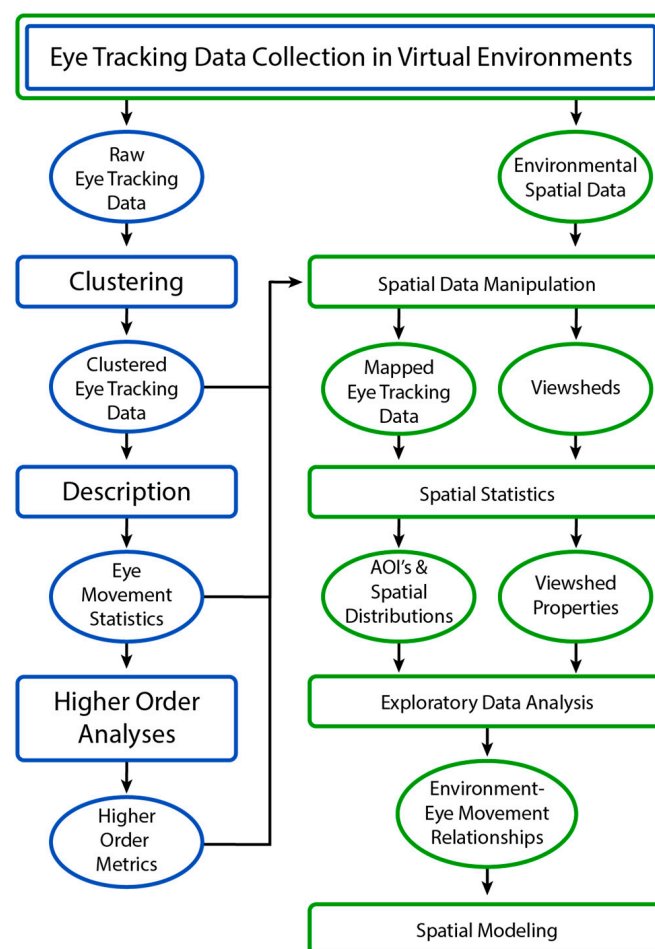 Eye Tracking Data Collection in Virtual Environments
Raw
Eye Tracking
Data
Clustering
Clustered
Eye Tracking
Data
Description
Eye
Movement
Statistics
Higher Order
Analyses
Higher
Order
Metrics
Environmental
Spatial Data
Spatial Data Manipulation
Mapped
Eye Tracking
Data
Viewsheds
Spatial Statistics
AOI's &
Spatial
Distributions
Viewshed
Properties
Exploratory Data Analysis
Environment-
Eye Movement
Relationships
Spatial Modeling